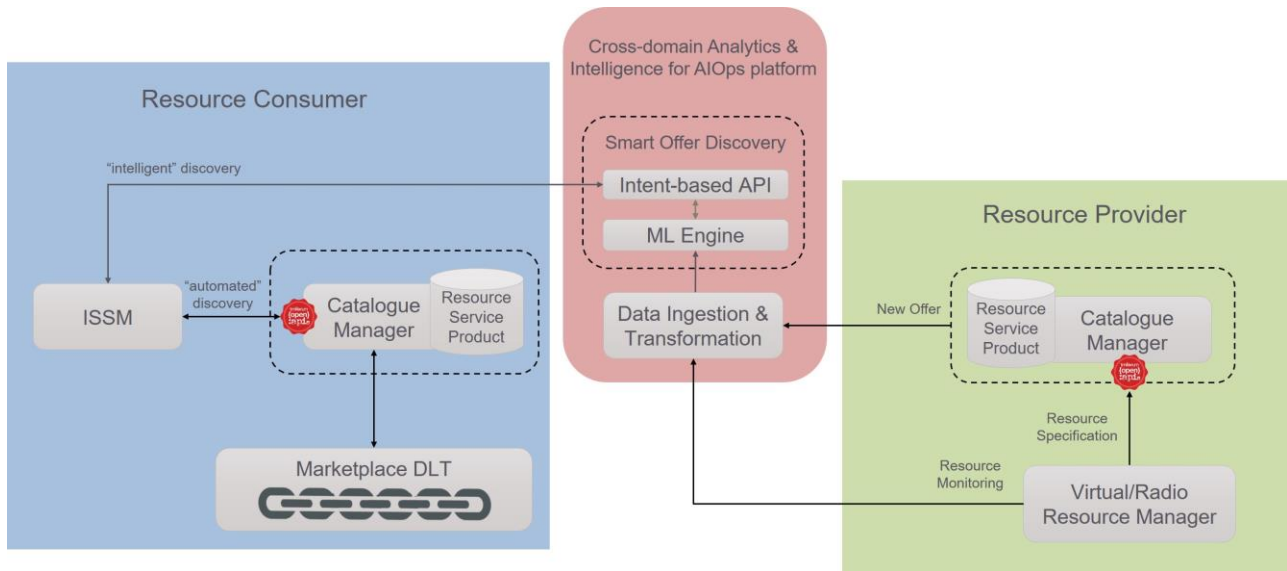 Cross-domain Analytics &
Intelligence for AIOps platform
Resource Consumer
Smart Offer Discovery
"intelligent" discovery
Intent-based API
Resource Provider
ML Engine
"automated"
discovery
ISSM
Catalogue
Manager
Resource
Service
Product
Data Ingestion &
Transformation
New Offer
Resource
Service
Product
Catalogue
Manager
{open}
{open}
Resource
Specification
Marketplace DLT
Resource
Monitoring
Virtual/Radio
Resource Manager